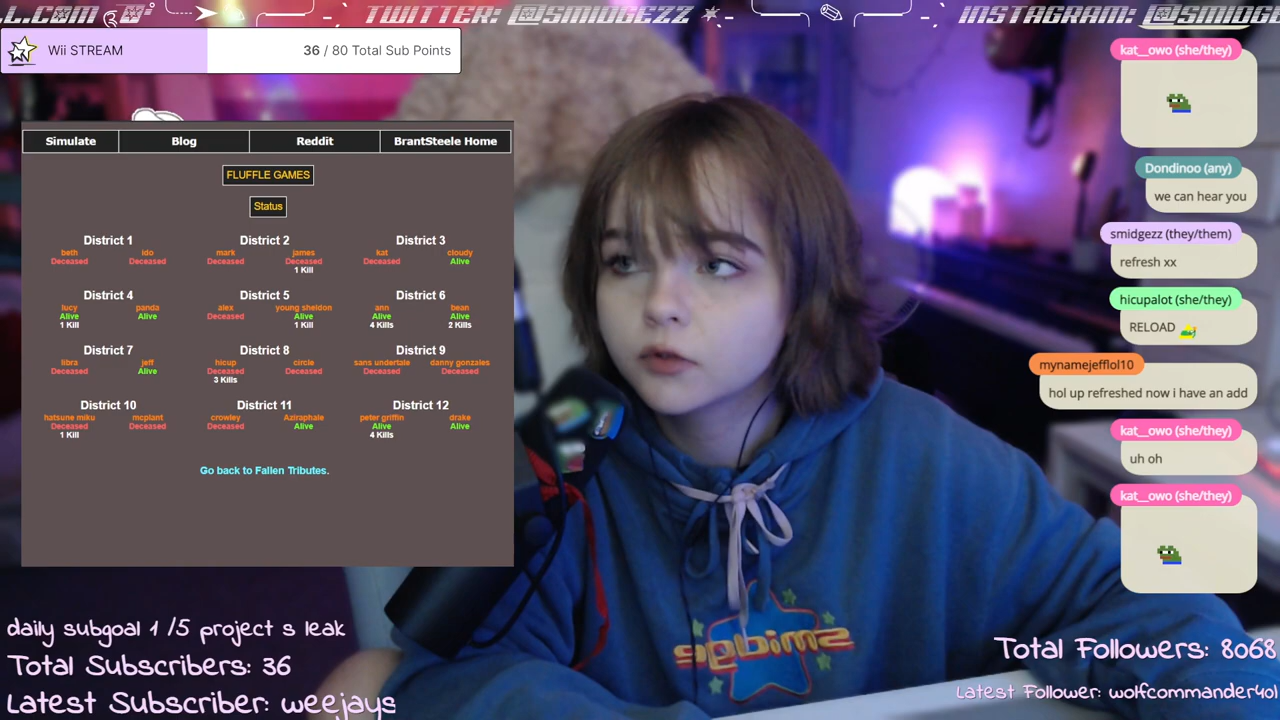 L.COM
TWITTER: @SMIDGEZZ
INSTAGRAM: @SMIDGE
Wii STREAM
36 / 80 Total Sub Points
Simulate
Blog
Reddit
BrantSteele Home
FLUFFLE GAMES
Status
District 1
beth
Deceased
ido
Deceased
District 2
mark
Deceased
james
Deceased
1 Kill
District 3
kat
Deceased
cloudy
Alive
District 4
lucy
Alive
1 Kill
panda
Alive
District 5
alex
Deceased
young sheldon
Alive
1 Kill
District 6
ann
Alive
4 Kills
bean
Alive
2 Kills
District 7
libra
Deceased
jeff
Alive
District 8
hicup
Deceased
3 Kills
circle
Deceased
District 9
sans undertale
Deceased
danny gonzales
Deceased
District 10
hatsune miku
Deceased
1 Kill
mcplant
Deceased
District 11
crowley
Deceased
Aziraphale
Alive
District 12
peter griffin
Alive
4 Kills
drake
Alive
Go back to Fallen Tributes.
kat__owo (she/they)
Dondinoo (any)
we can hear you
smidgezz (they/them)
refresh xx
hicupalot (she/they)
RELOAD
mynamejefflol10
hol up refreshed now i have an add
kat__owo (she/they)
uh oh
kat__owo (she/they)
smidgez
daily subgoal 1 /5 project s leak
Total Subscribers: 36
Latest Subscriber: weejays
Total Followers: 8068
Latest Follower: wolfcommander4ol